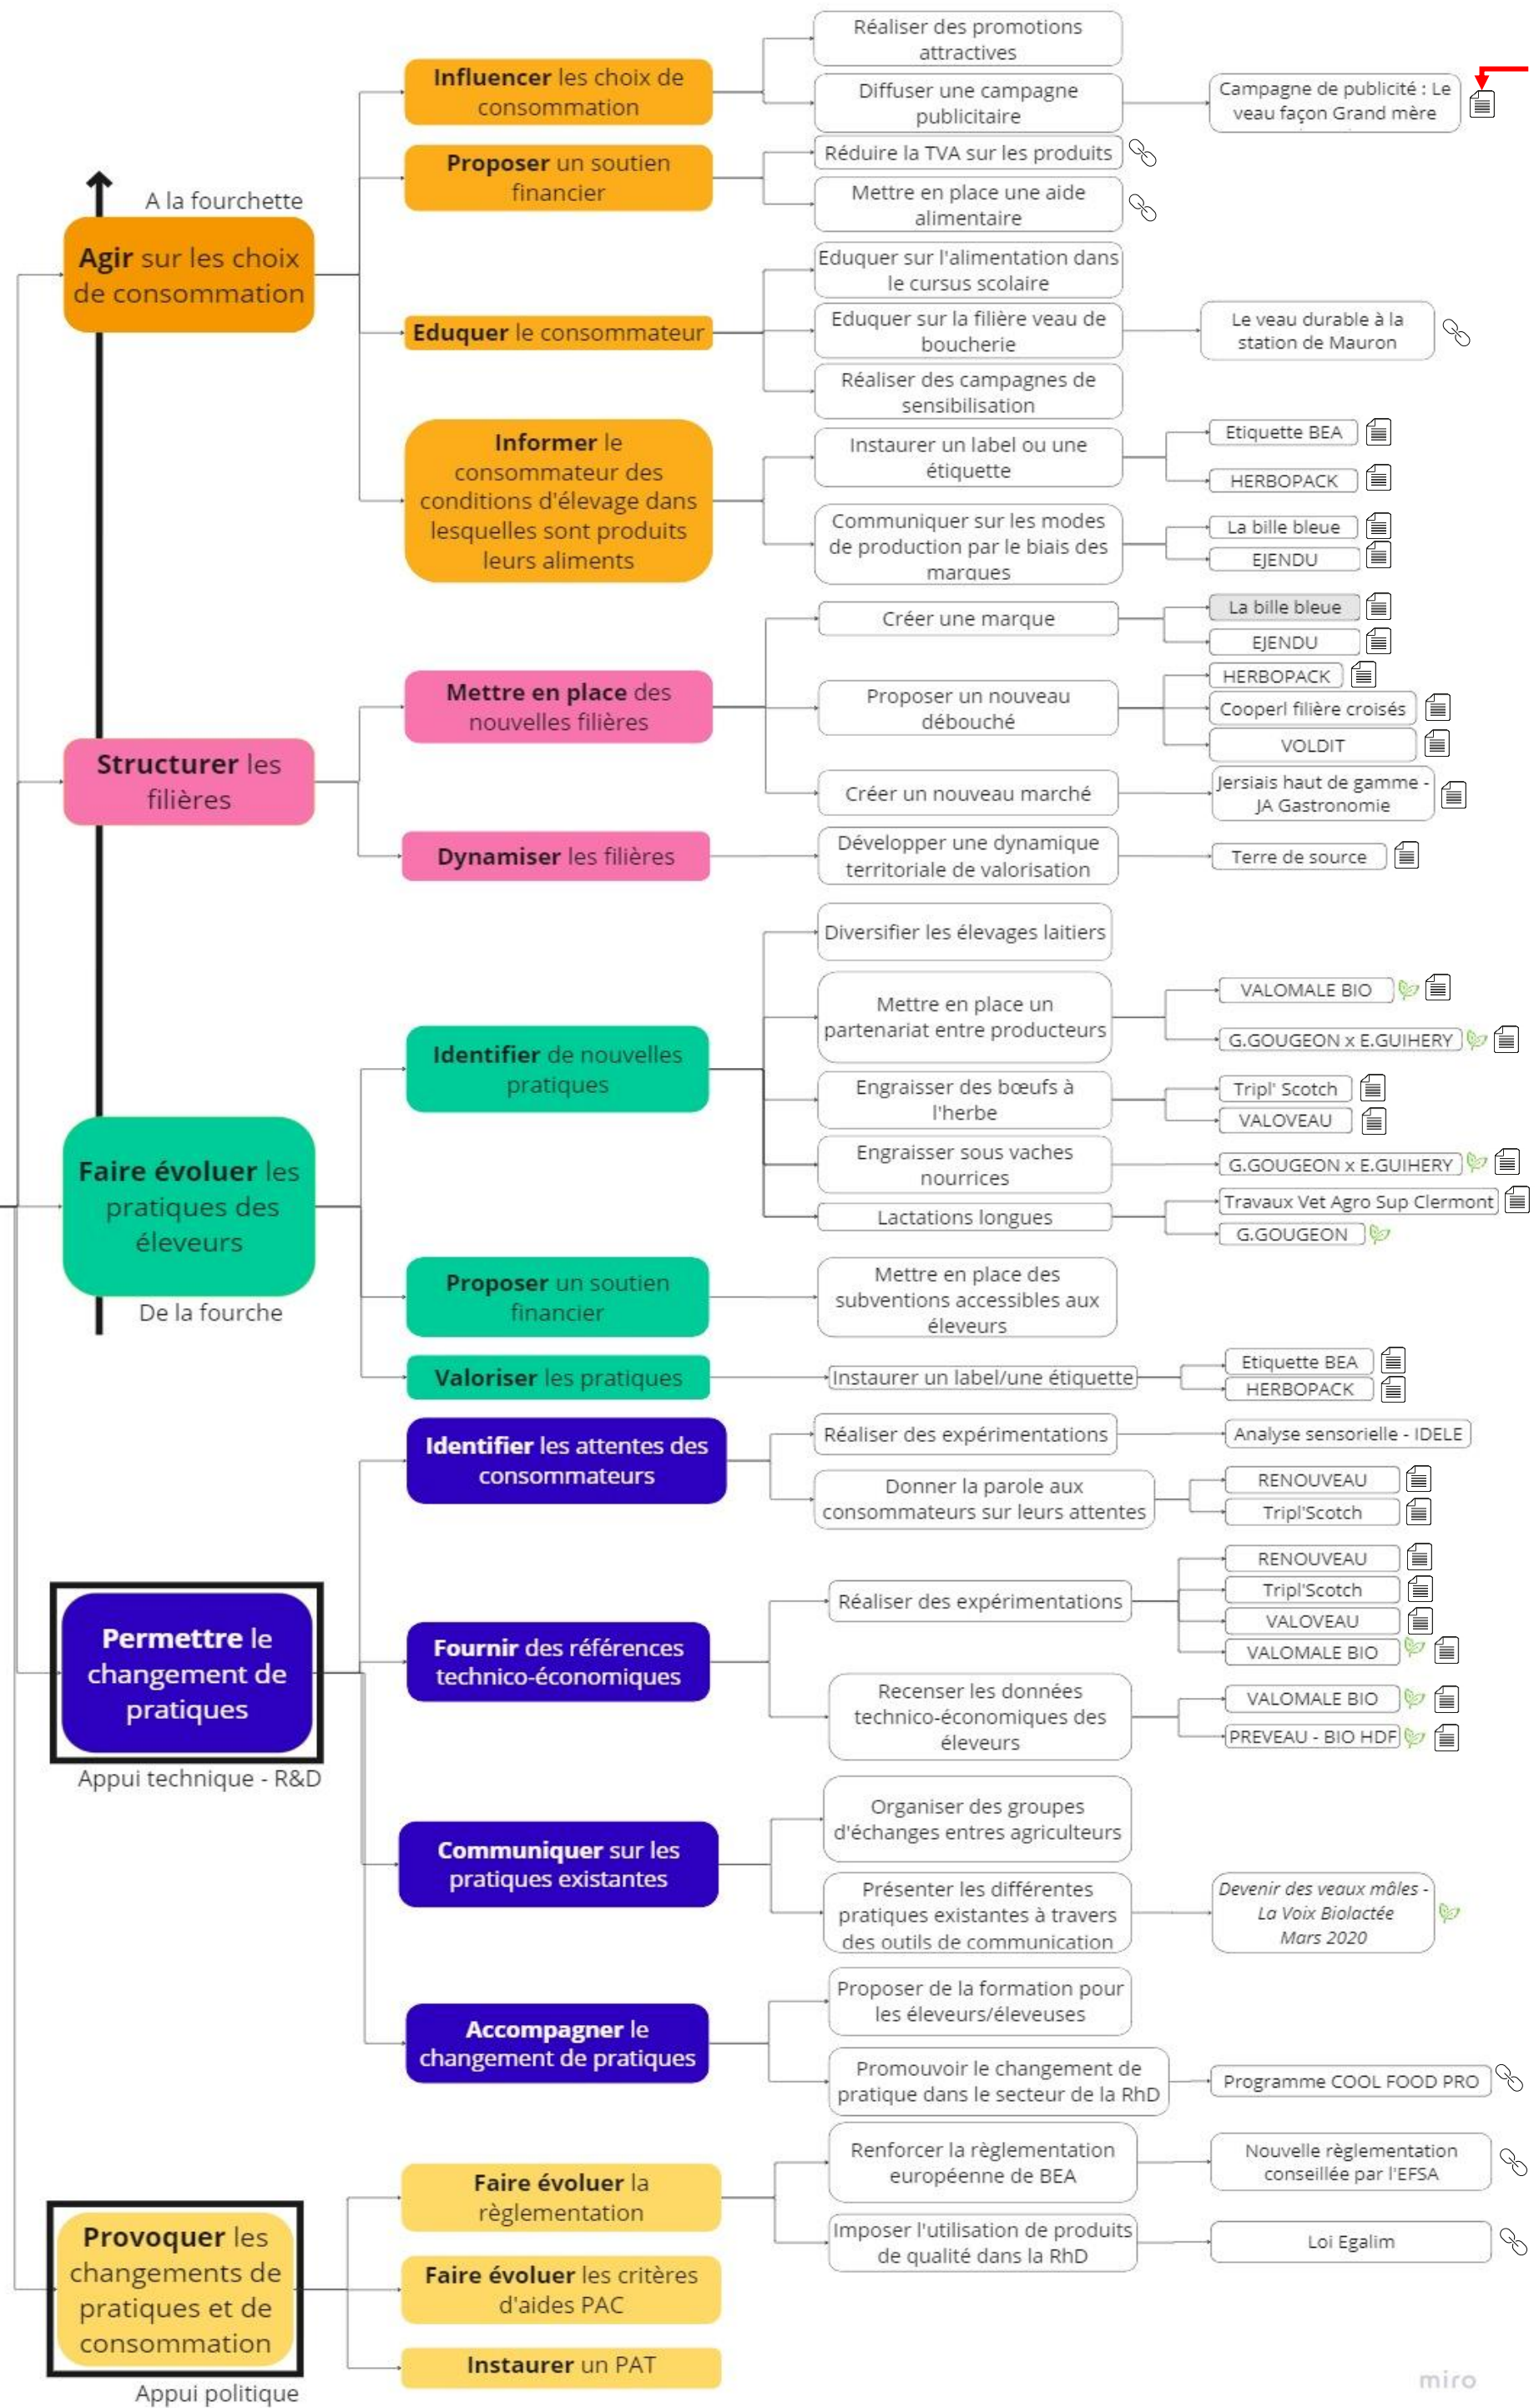 A la fourchette
Agir sur les choix
de consommation
Influencer les choix de
consommation
Réaliser des promotions
attractives
Diffuser une campagne
publicitaire
Campagne de publicité : Le
veau façon Grand mère
Proposer un soutien
financier
Réduire la TVA sur les produits
Mettre en place une aide
alimentaire
Eduquer le consommateur
Eduquer sur l'alimentation dans
le cursus scolaire
Eduquer sur la filière veau de
boucherie
Le veau durable à la
station de Mauron
Réaliser des campagnes de
sensibilisation
Informer le
consommateur des
conditions d'élevage dans
lesquelles sont produits
leurs aliments
Instaurer un label ou une
étiquette
Etiquette BEA
HERBOPACK
Communiquer sur les modes
de production par le biais des
marques
La bille bleue
EJENDU
Structurer les
filières
Mettre en place des
nouvelles filières
Créer une marque
La bille bleue
EJENDU
Proposer un nouveau
débouché
HERBOPACK
Cooperl filière croisés
VOLDIT
Créer un nouveau marché
Jersiais haut de gamme -
JA Gastronomie
Dynamiser les filières
Développer une dynamique
territoriale de valorisation
Terre de source
Faire évoluer les
pratiques des
éleveurs
De la fourche
Identifier de nouvelles
pratiques
Diversifier les élevages laitiers
Mettre en place un
partenariat entre producteurs
VALOMALE BIO
G.GOUGEON x E.GUIHERY
Engraisser des bœufs à
l'herbe
Tripl' Scotch
VALOVEAU
Engraisser sous vaches
nourrices
G.GOUGEON x E.GUIHERY
Lactations longues
Travaux Vet Agro Sup Clermont
G.GOUGEON
Proposer un soutien
financier
Mettre en place des
subventions accessibles aux
éleveurs
Valoriser les pratiques
Instaurer un label/une étiquette
Etiquette BEA
HERBOPACK
Permettre le
changement de
pratiques
Appui technique - R&D
Identifier les attentes des
consommateurs
Réaliser des expérimentations
Analyse sensorielle - IDELE
Donner la parole aux
consommateurs sur leurs attentes
RENOUVEAU
Tripl'Scotch
Fournir des références
technico-économiques
Réaliser des expérimentations
RENOUVEAU
Tripl'Scotch
VALOVEAU
VALOMALE BIO
Recenser les données
technico-économiques des
éleveurs
VALOMALE BIO
PREVEAU - BIO HDF
Communiquer sur les
pratiques existantes
Organiser des groupes
d'échanges entres agriculteurs
Présenter les différentes
pratiques existantes à travers
des outils de communication
Devenir des veaux mâles -
La Voix Biolactée
Mars 2020
Accompagner le
changement de pratiques
Proposer de la formation pour
les éleveurs/éleveuses
Promouvoir le changement de
pratique dans le secteur de la RhD
Programme COOL FOOD PRO
Provoquer les
changements de
pratiques et de
consommation
Appui politique
Faire évoluer la
règlementation
Renforcer la règlementation
européenne de BEA
Nouvelle règlementation
conseillée par l'EFSA
Imposer l'utilisation de produits
de qualité dans la RhD
Loi Egalim
Faire évoluer les critères
d'aides PAC
Instaurer un PAT
miro